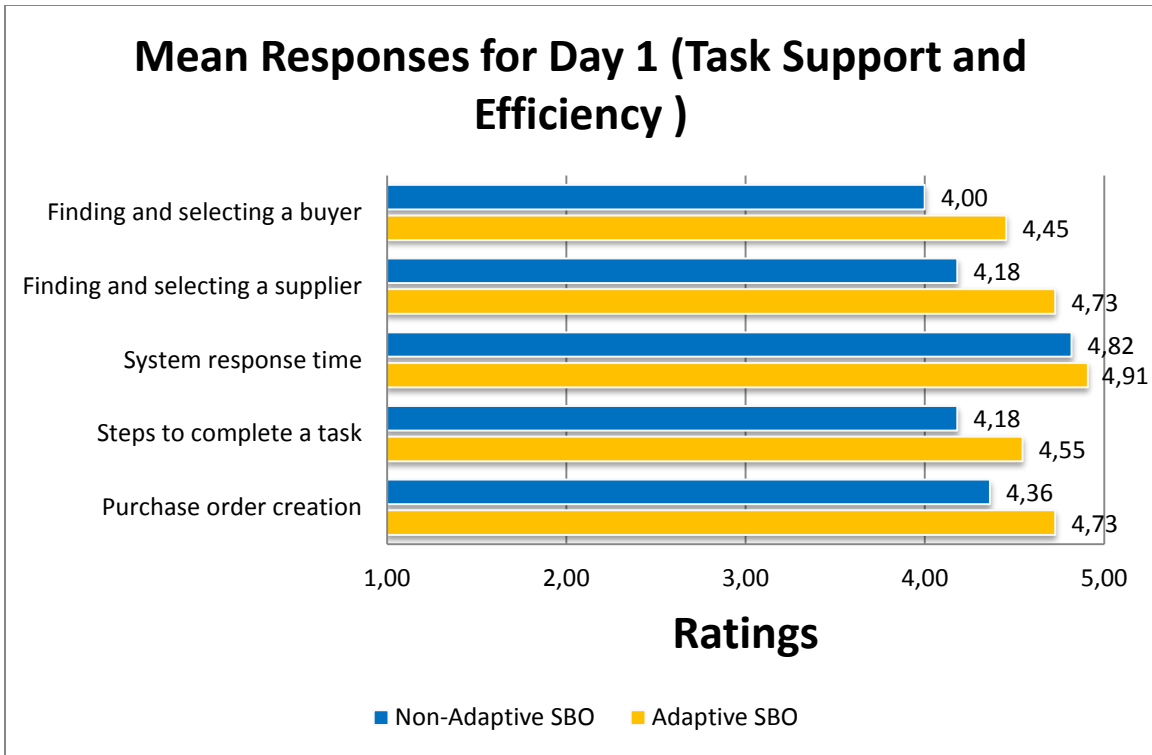 Mean Responses for Day 1 (Task Support and
Efficiency )
Finding and selecting a buyer
4,00
4,45
Finding and selecting a supplier
4,18
4,73
System response time
4,82
4,91
Steps to complete a task
4,18
4,55
Purchase order creation
4,36
4,73
1,00 2,00 3,00 4,00 5,00
Ratings
Non-Adaptive SBO Adaptive SBO